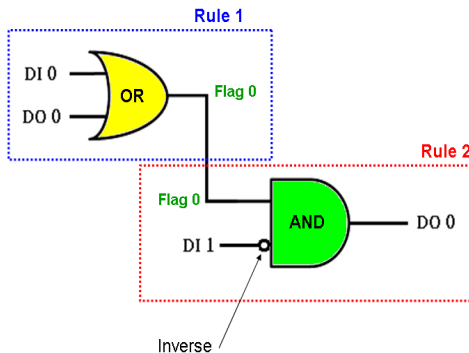 Rule 1
DI 0
OR
Flag 0
DO 0
Rule 2
Flag 0
AND
DO 0
DI 1
Inverse